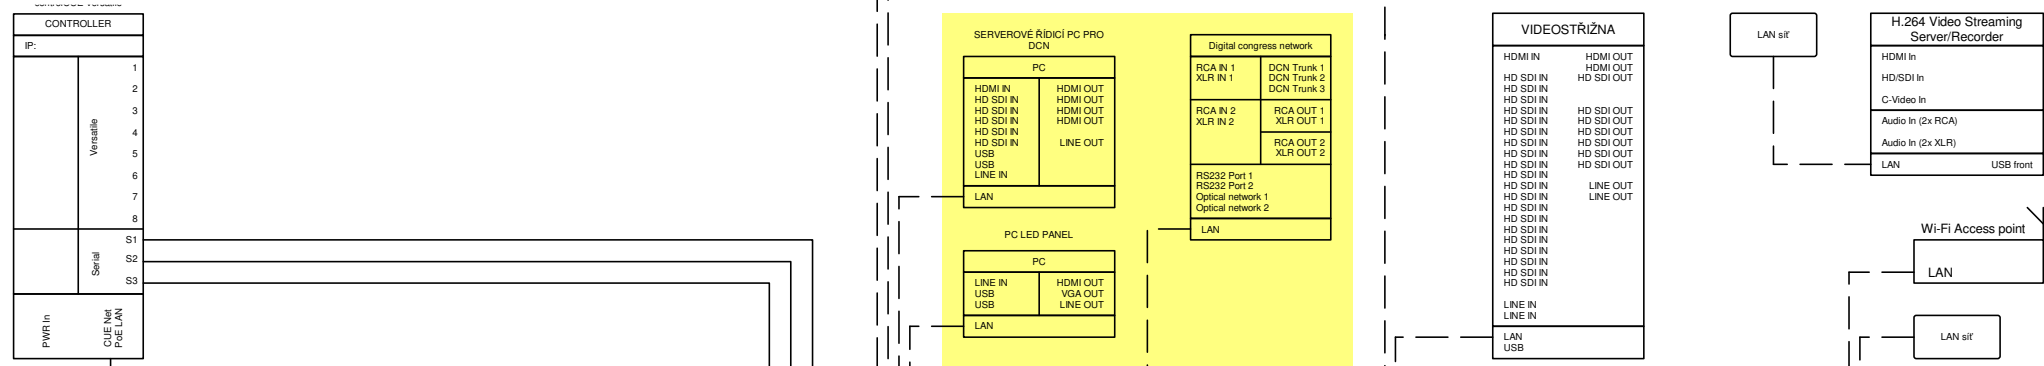 CONTROLLER
IP:
Versatile
1
2
3
4
5
6
7
8
Serial
S1
S2
S3
PWR In
CUE Net
PoE LAN
SERVEROVÉ ŘÍDICÍ PC PRO
DCN
PC
HDMI IN HDMI OUT
HD SDI IN HDMI OUT
HD SDI IN HDMI OUT
HD SDI IN HDMI OUT
HD SDI IN
HD SDI IN LINE OUT
USB
USB
LINE IN
LAN
PC LED PANEL
PC
LINE IN HDMI OUT
USB VGA OUT
USB LINE OUT
LAN
Digital congress network
RCA IN 1 DCN Trunk 1
XLR IN 1 DCN Trunk 2
DCN Trunk 3
RCA IN 2 RCA OUT 1
XLR IN 2 XLR OUT 1
RCA OUT 2
XLR OUT 2
RS232 Port 1
RS232 Port 2
Optical network 1
Optical network 2
LAN
VIDEOSTŘIŽNA
HDMI IN HDMI OUT
HDMI OUT
HD SDI IN HD SDI OUT
HD SDI IN
HD SDI IN
HD SDI IN HD SDI OUT
HD SDI IN HD SDI OUT
HD SDI IN HD SDI OUT
HD SDI IN HD SDI OUT
HD SDI IN HD SDI OUT
HD SDI IN HD SDI OUT
HD SDI IN
HD SDI IN LINE OUT
HD SDI IN LINE OUT
HD SDI IN
HD SDI IN
HD SDI IN
HD SDI IN
HD SDI IN
HD SDI IN
HD SDI IN
HD SDI IN
LINE IN
LINE IN
LAN
USB
LAN síť
H.264 Video Streaming
Server/Recorder
HDMI In
HD/SDI In
C-Video In
Audio In (2x RCA)
Audio In (2x XLR)
LAN USB front
Wi-Fi Access point
LAN
LAN síť